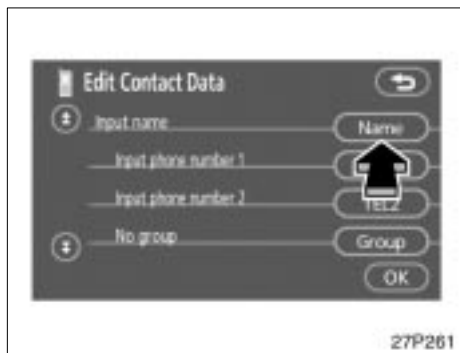 Edit Contact Data
Input name Name
Input phone number 1
Input phone number 2 TEL2
No group Group
OK
27P261